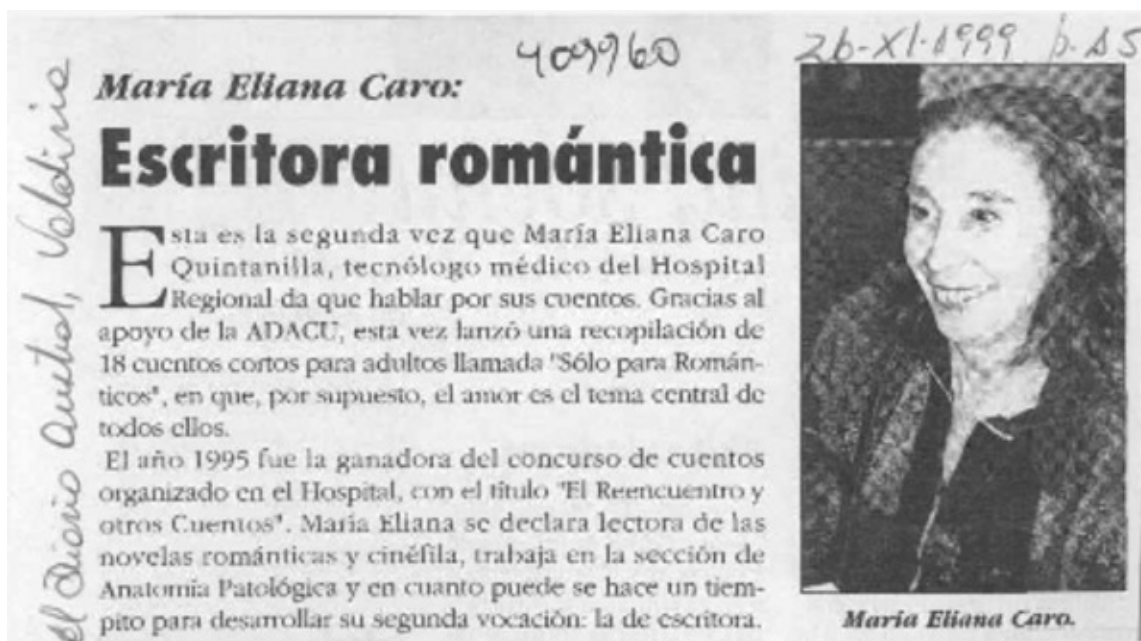 409960
26-XI-1999 p. A5
El Diario Austral, Valdivia
María Eliana Caro:
Escritora romántica
Esta es la segunda vez que María Eliana Caro
Quintanilla, tecnólogo médico del Hospital
Regional da que hablar por sus cuentos. Gracias al
apoyo de la ADACU, esta vez lanzó una recopilación de
18 cuentos cortos para adultos llamada "Sólo para Román-
ticos", en que, por supuesto, el amor es el tema central de
todos ellos.
El año 1995 fue la ganadora del concurso de cuentos
organizado en el Hospital, con el título "El Reencuentro y
otros Cuentos". María Eliana se declara lectora de las
novelas románticas y cinéfila, trabaja en la sección de
Anatomía Patológica y en cuanto puede se hace un tiem-
pito para desarrollar su segunda vocación: la de escritora.
María Eliana Caro.